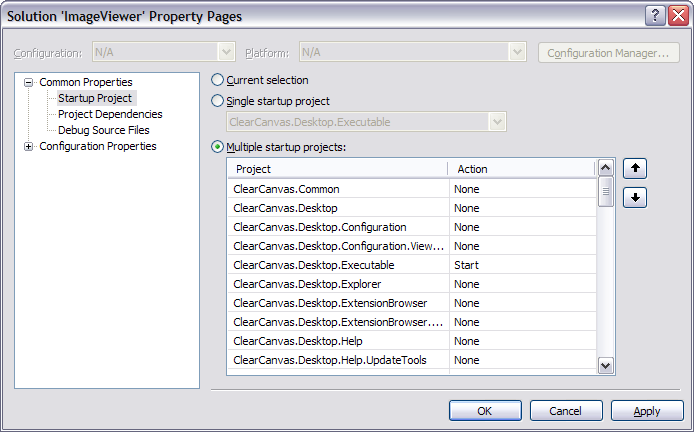 Solution 'ImageViewer' Property Pages
?
Configuration: N/A Platform: N/A Configuration Manager...
Common Properties
Startup Project
Project Dependencies
Debug Source Files
Configuration Properties
Current selection
Single startup project
ClearCanvas.Desktop.Executable
Multiple startup projects:
Project Action
ClearCanvas.Common None
ClearCanvas.Desktop None
ClearCanvas.Desktop.Configuration None
ClearCanvas.Desktop.Configuration.View... None
ClearCanvas.Desktop.Executable Start
ClearCanvas.Desktop.Explorer None
ClearCanvas.Desktop.ExtensionBrowser None
ClearCanvas.Desktop.ExtensionBrowser.... None
ClearCanvas.Desktop.Help None
ClearCanvas.Desktop.Help.UpdateTools None
OK Cancel Apply